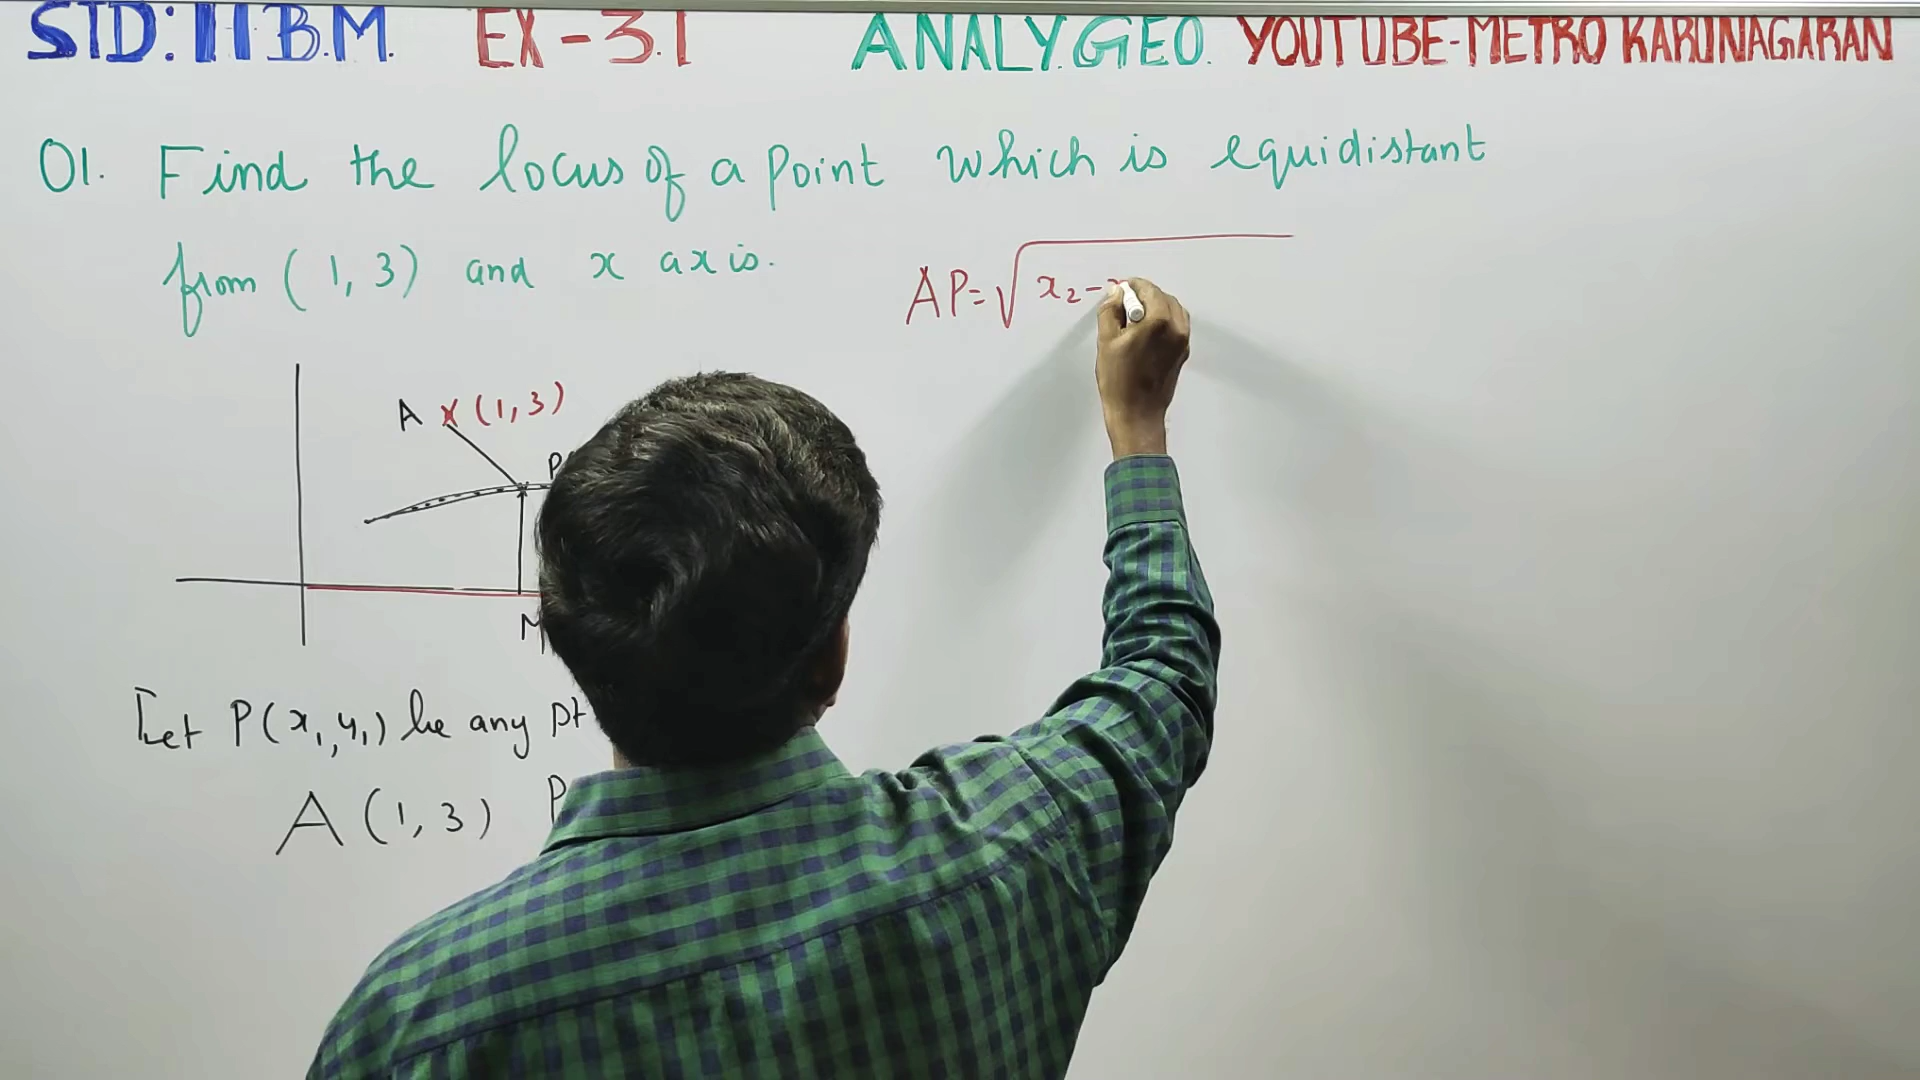 STD: 11 B.M. EX-3.1 ANALY.GEO. YOUTUBE-METRO KARUNAGARAN
01. Find the locus of a point which is equidistant
from (1,3) and x axis.
AP=√x₂-
A x (1,3)
P
M
Let P(x₁,y₁) be any pt
A (1,3) P